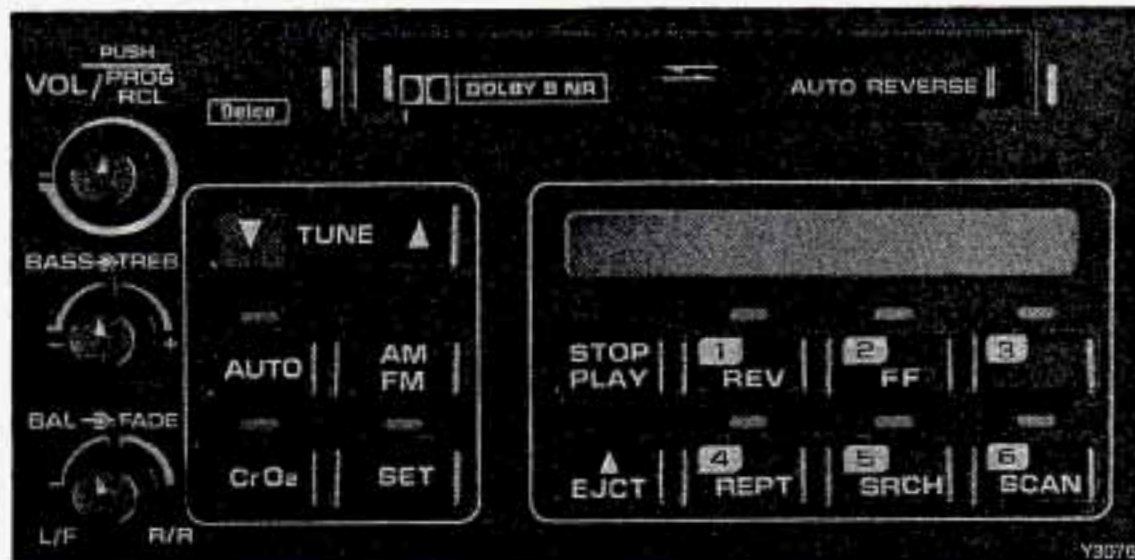 PUSH
VOL/PROG
RCL
Delco
DOLBY B NR
AUTO REVERSE
TUNE
BASS TREB
AUTO
AM
FM
STOP
PLAY
1
REV
2
FF
3
BAL FADE
CrO₂
SET
EJCT
4
REPT
5
SRCH
6
SCAN
L/F R/R